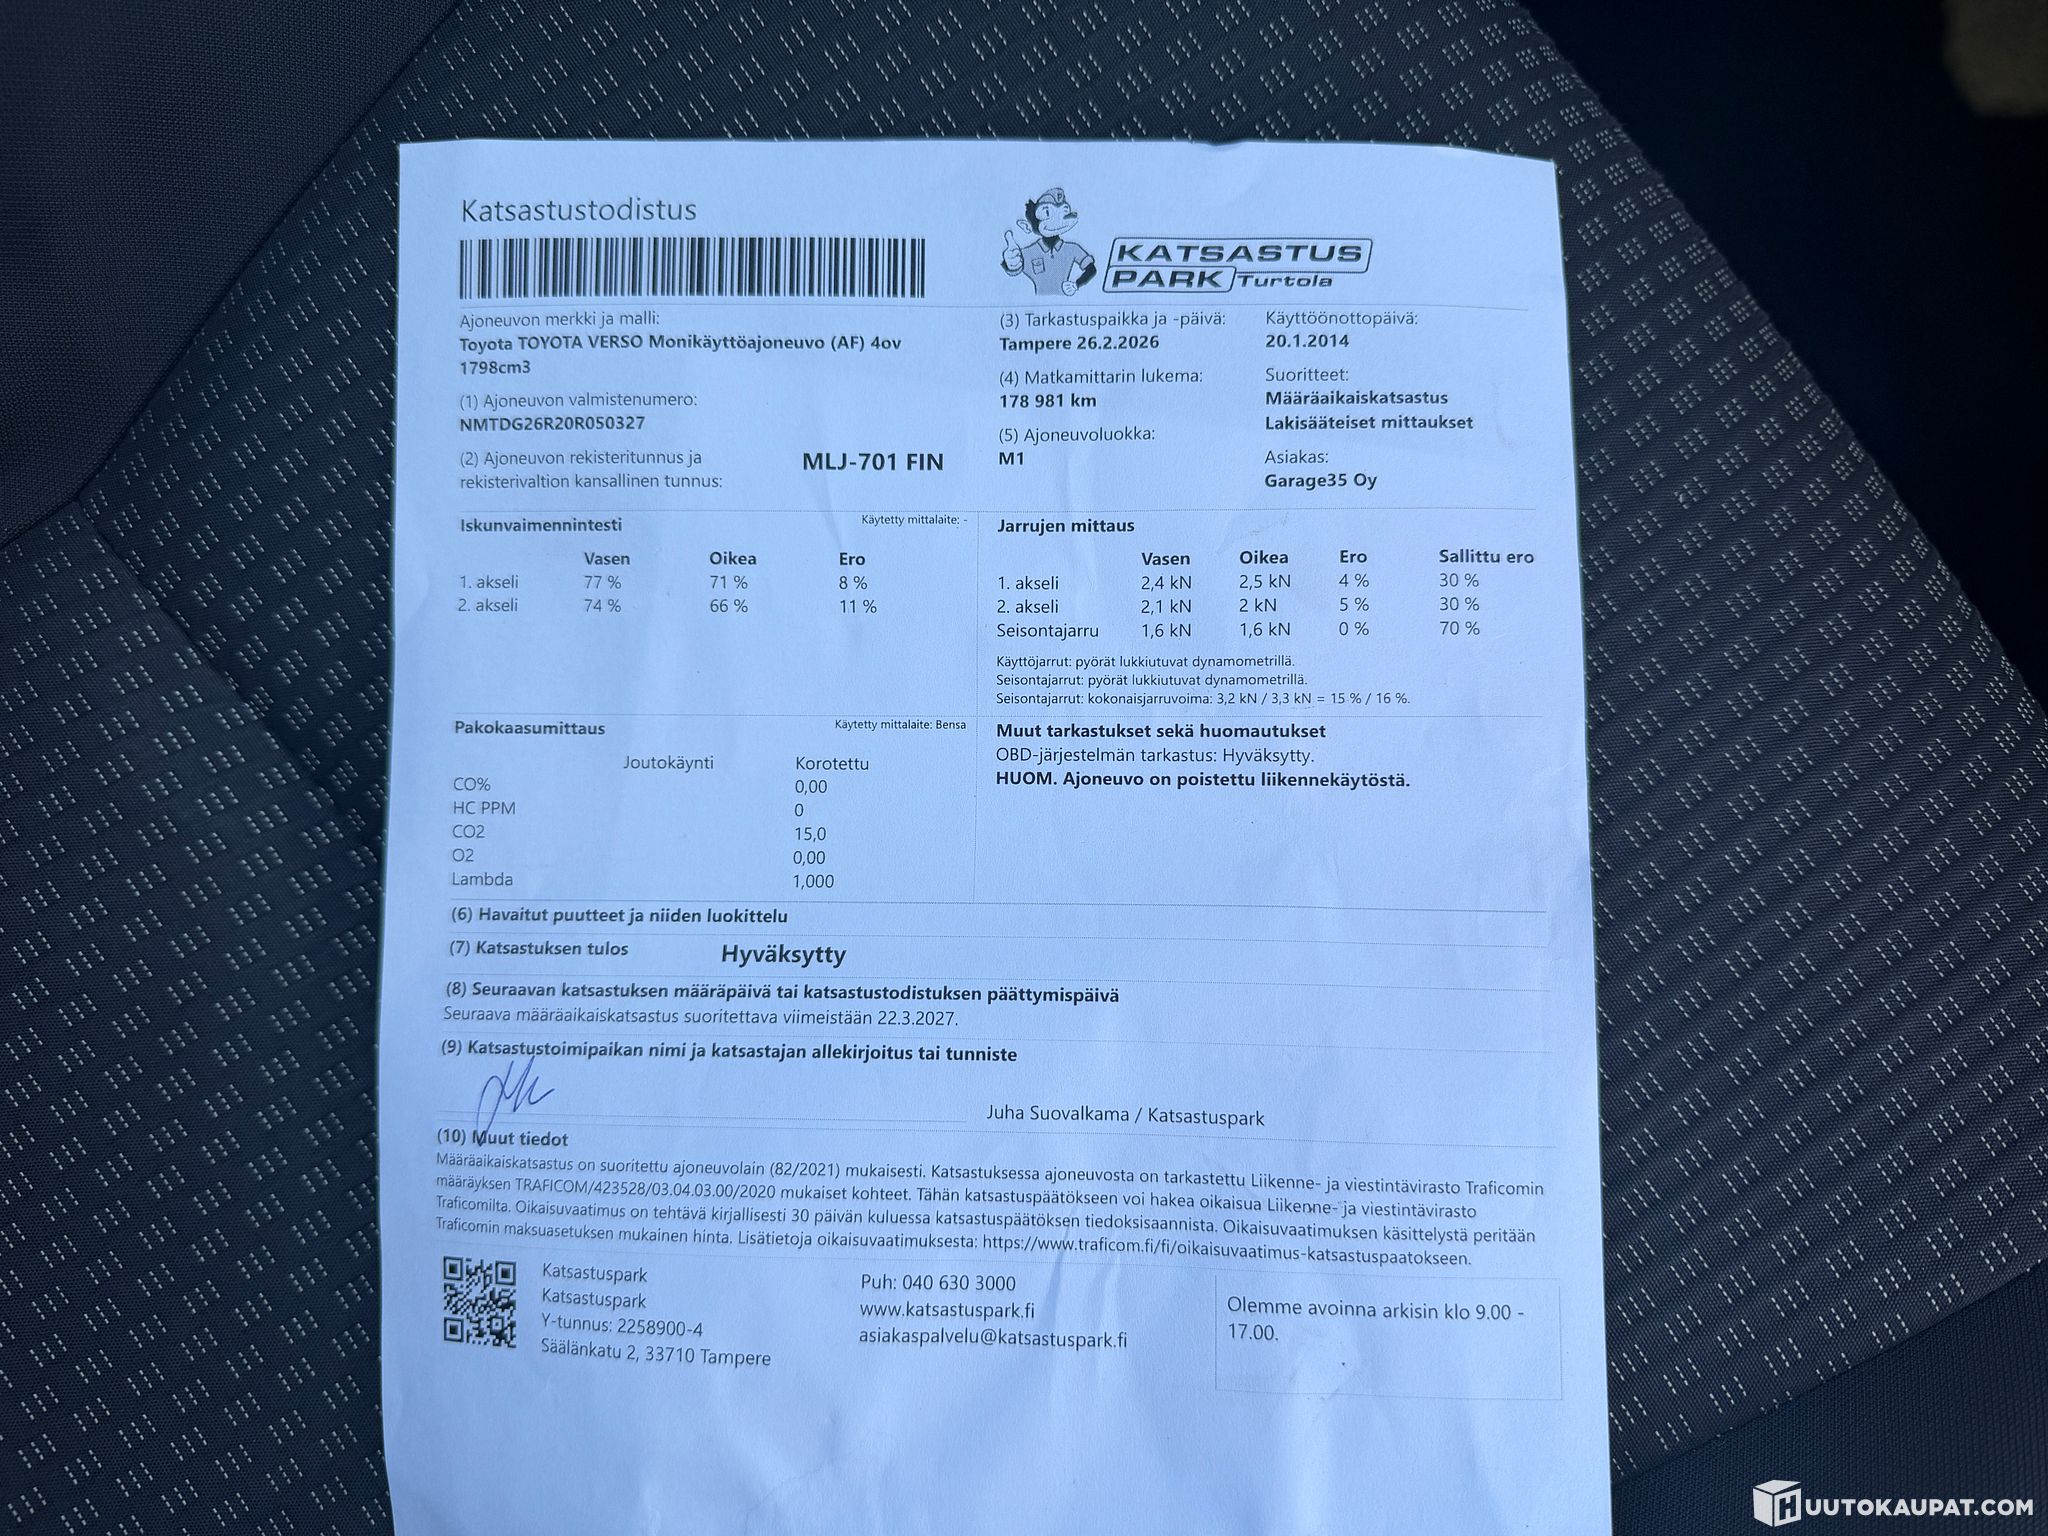 Katsastustodistus
KATSASTUS
PARK Turtola
Ajoneuvon merkki ja malli:
Toyota TOYOTA VERSO Monikäyttöajoneuvo (AF) 4ov
1798cm3
(1) Ajoneuvon valmistenumero:
NMTDG26R20R050327
(2) Ajoneuvon rekisteritunnus ja
rekisterivaltion kansallinen tunnus:
MLJ-701 FIN
(3) Tarkastuspaikka ja -päivä:
Tampere 26.2.2026
(4) Matkamittarin lukema:
178 981 km
(5) Ajoneuvoluokka:
M1
Käyttöönottopäivä:
20.1.2014
Suoritteet:
Määräaikaiskatsastus
Lakisääteiset mittaukset
Asiakas:
Garage35 Oy
Iskunvaimennintesti Käytetty mittalaite: -
Vasen Oikea Ero
1. akseli 77 % 71 % 8 %
2. akseli 74 % 66 % 11 %
Jarrujen mittaus
Vasen Oikea Ero Sallittu ero
1. akseli 2,4 kN 2,5 kN 4 % 30 %
2. akseli 2,1 kN 2 kN 5 % 30 %
Seisontajarru 1,6 kN 1,6 kN 0 % 70 %
Käyttöjarrut: pyörät lukkiutuvat dynamometrillä.
Seisontajarrut: pyörät lukkiutuvat dynamometrillä.
Seisontajarrut: kokonaisjarruvoima: 3,2 kN / 3,3 kN = 15 % / 16 %.
Pakokaasumittaus Käytetty mittalaite: Bensa
Joutokäynti Korotettu
CO% 0,00
HC PPM 0
CO2 15,0
O2 0,00
Lambda 1,000
Muut tarkastukset sekä huomautukset
OBD-järjestelmän tarkastus: Hyväksytty.
HUOM. Ajoneuvo on poistettu liikennekäytöstä.
(6) Havaitut puutteet ja niiden luokittelu
(7) Katsastuksen tulos Hyväksytty
(8) Seuraavan katsastuksen määräpäivä tai katsastustodistuksen päättymispäivä
Seuraava määräaikaiskatsastus suoritettava viimeistään 22.3.2027.
(9) Katsastustoimipaikan nimi ja katsastajan allekirjoitus tai tunniste
Juha Suovalkama / Katsastuspark
(10) Muut tiedot
Määräaikaiskatsastus on suoritettu ajoneuvolain (82/2021) mukaisesti. Katsastuksessa ajoneuvosta on tarkastettu Liikenne- ja viestintävirasto Traficomin
määräyksen TRAFICOM/423528/03.04.03.00/2020 mukaiset kohteet. Tähän katsastuspäätökseen voi hakea oikaisua Liikenne- ja viestintävirasto
Traficomilta. Oikaisuvaatimus on tehtävä kirjallisesti 30 päivän kuluessa katsastuspäätöksen tiedoksisaannista. Oikaisuvaatimuksen käsittelystä peritään
Traficomin maksuasetuksen mukainen hinta. Lisätietoja oikaisuvaatimuksesta: https://www.traficom.fi/fi/oikaisuvaatimus-katsastuspaatokseen.
Katsastuspark
Katsastuspark
Y-tunnus: 2258900-4
Säälänkatu 2, 33710 Tampere
Puh: 040 630 3000
www.katsastuspark.fi
asiakaspalvelu@katsastuspark.fi
Olemme avoinna arkisin klo 9.00 -
17.00.
HUUTOKAUPAT.COM